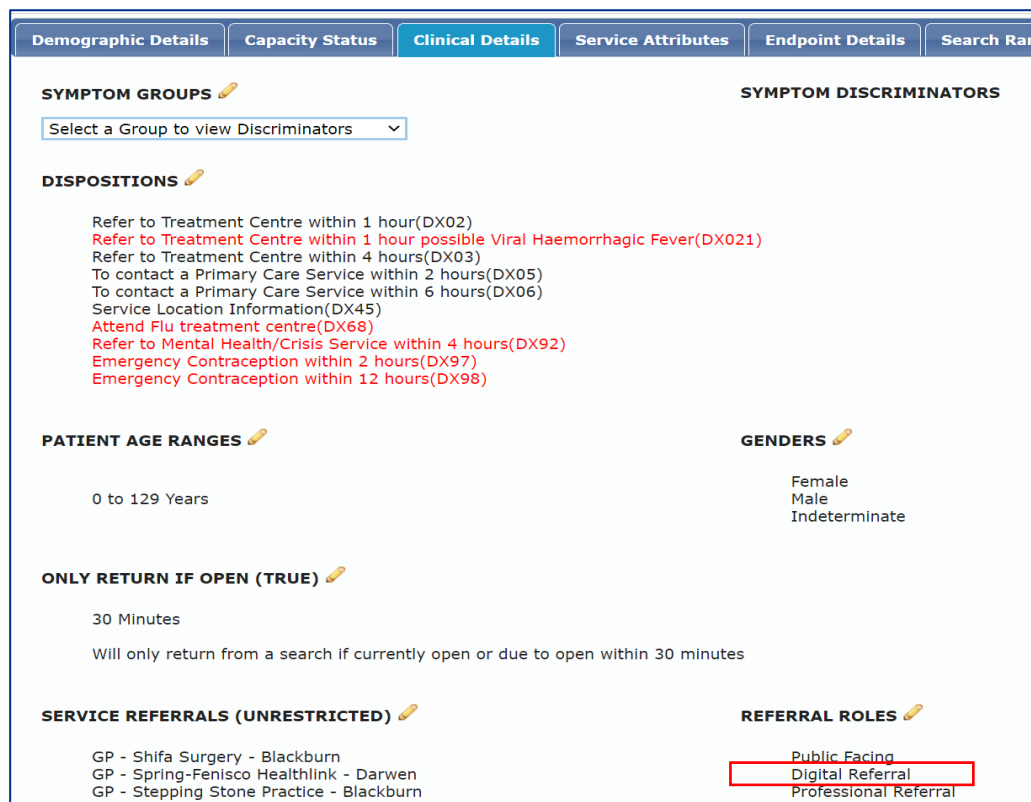 Demographic Details
Capacity Status
Clinical Details
Service Attributes
Endpoint Details
Search
SYMPTOM GROUPS
SYMPTOM DISCRIMINATORS
Select a Group to view Discriminators
DISPOSITIONS
Refer to Treatment Centre within 1 hour(DX02)
Refer to Treatment Centre within 1 hour possible Viral Haemorrhagic Fever(DX021)
Refer to Treatment Centre within 4 hours(DX03)
To contact a Primary Care Service within 2 hours(DX05)
To contact a Primary Care Service within 6 hours(DX06)
Service Location Information(DX45)
Attend Flu treatment centre(DX68)
Refer to Mental Health/Crisis Service within 4 hours(DX92)
Emergency Contraception within 2 hours(DX97)
Emergency Contraception within 12 hours(DX98)
PATIENT AGE RANGES
GENDERS
0 to 129 Years
Female
Male
Indeterminate
ONLY RETURN IF OPEN (TRUE)
30 Minutes
Will only return from a search if currently open or due to open within 30 minutes
SERVICE REFERRALS (UNRESTRICTED)
REFERRAL ROLES
GP - Shifa Surgery - Blackburn
GP - Spring-Fenisco Healthlink - Darwen
GP - Stepping Stone Practice - Blackburn
Public Facing
Digital Referral
Professional Referral